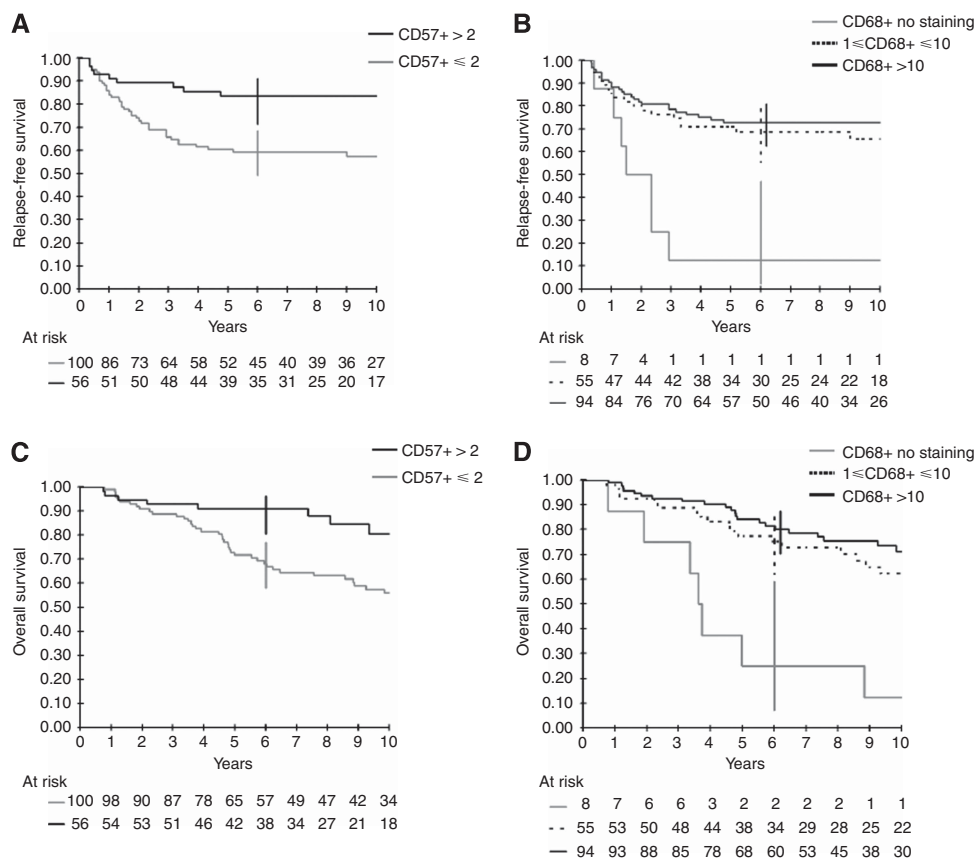 A
CD57+ > 2
CD57+ ≤ 2
Relapse-free survival
1.00
0.90
0.80
0.70
0.60
0.50
0.40
0.30
0.20
0.10
0.00
0 1 2 3 4 5 6 7 8 9 10
Years
At risk
100 86 73 64 58 52 45 40 39 36 27
56 51 50 48 44 39 35 31 25 20 17
B
CD68+ no staining
1≤CD68+ ≤10
CD68+ >10
Relapse-free survival
1.00
0.90
0.80
0.70
0.60
0.50
0.40
0.30
0.20
0.10
0.00
0 1 2 3 4 5 6 7 8 9 10
Years
At risk
8 7 4 1 1 1 1 1 1 1 1
55 47 44 42 38 34 30 25 24 22 18
94 84 76 70 64 57 50 46 40 34 26
C
CD57+ > 2
CD57+ ≤ 2
Overall survival
1.00
0.90
0.80
0.70
0.60
0.50
0.40
0.30
0.20
0.10
0.00
0 1 2 3 4 5 6 7 8 9 10
Years
At risk
100 98 90 87 78 65 57 49 47 42 34
56 54 53 51 46 42 38 34 27 21 18
D
CD68+ no staining
1≤CD68+ ≤10
CD68+ >10
Overall survival
1.00
0.90
0.80
0.70
0.60
0.50
0.40
0.30
0.20
0.10
0.00
0 1 2 3 4 5 6 7 8 9 10
Years
At risk
8 7 6 6 3 2 2 2 2 1 1
55 53 50 48 44 38 34 29 28 25 22
94 93 88 85 78 68 60 53 45 38 30